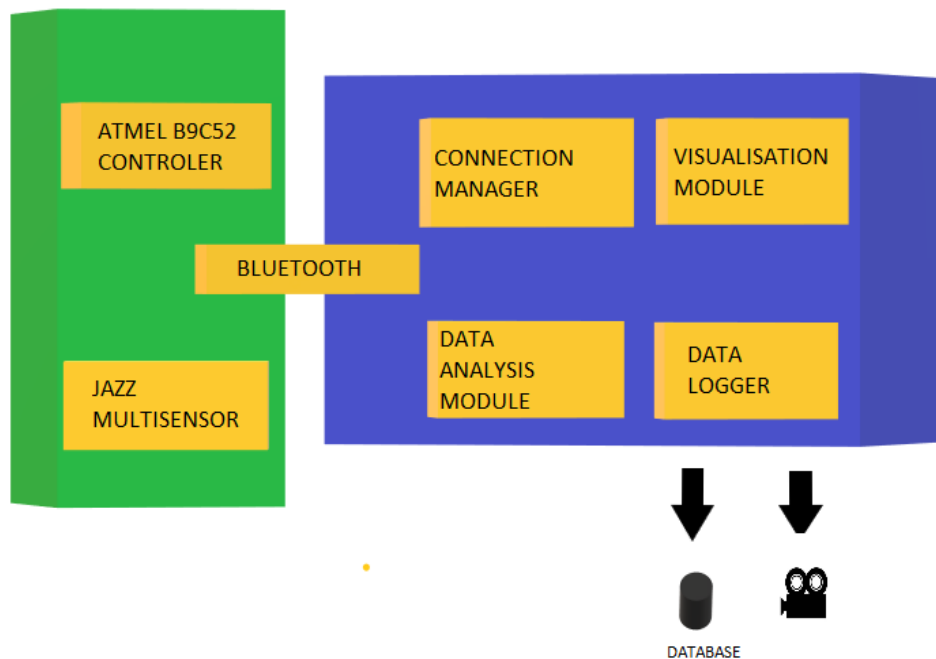 ATMEL B9C52
CONTROLER
CONNECTION
MANAGER
VISUALISATION
MODULE
BLUETOOTH
JAZZ
MULTISENSOR
DATA
ANALYSIS
MODULE
DATA
LOGGER
DATABASE